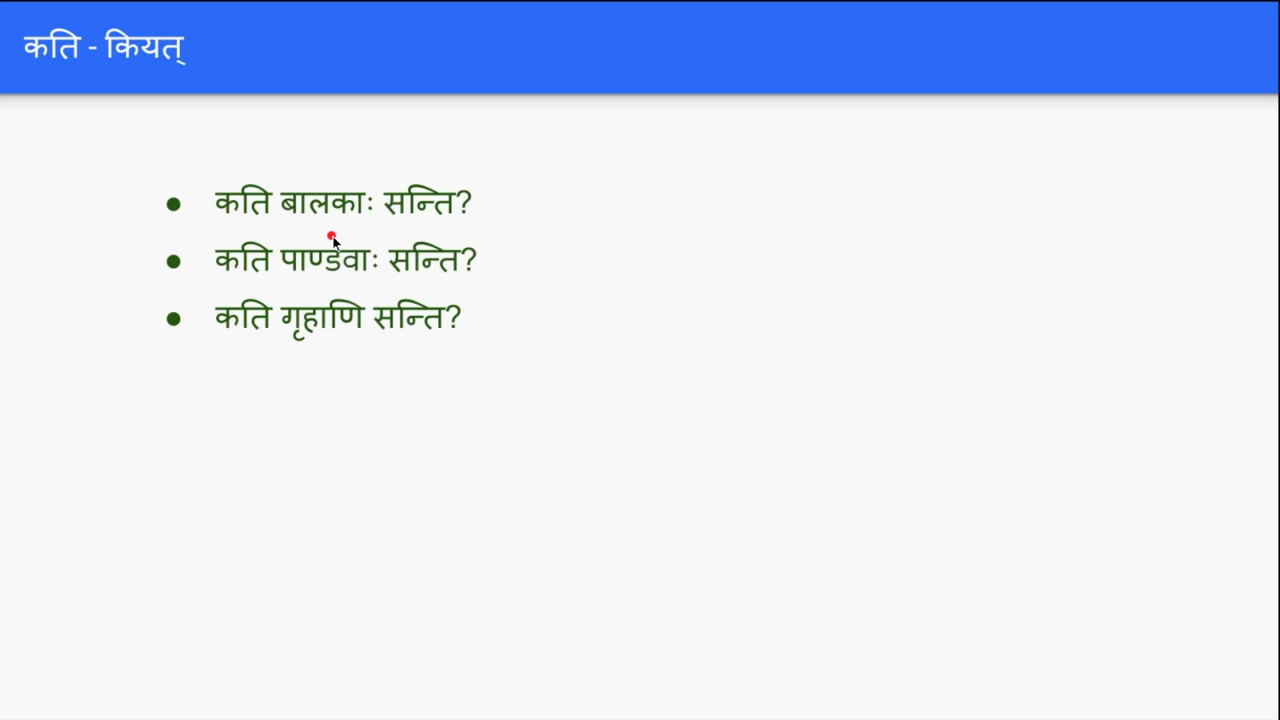 कति - कियत्
● कति बालकाः सन्ति?
● कति पाण्डवाः सन्ति?
● कति गृहाणि सन्ति?